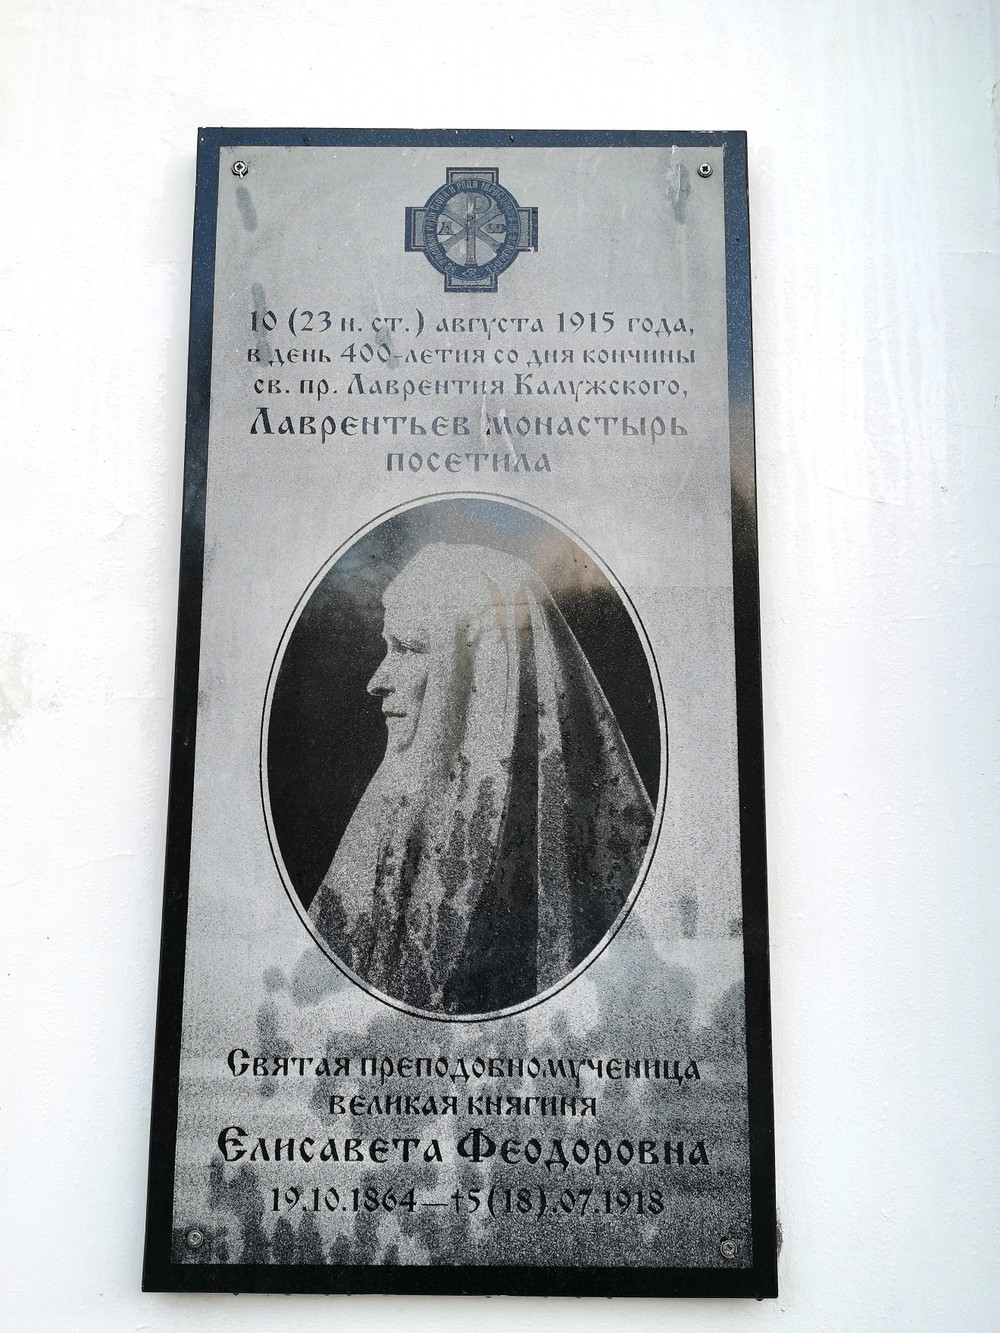 А Ω
10 (23 н. ст.) августа 1915 года,
в день 400-летия со дня кончины
св. пр. Лаврентия Калужского,
Лаврентьев монастырь
посетила
Святая преподобномученица
великая княгиня
Елисавета Феодоровна
19.10.1864—†5(18).07.1918